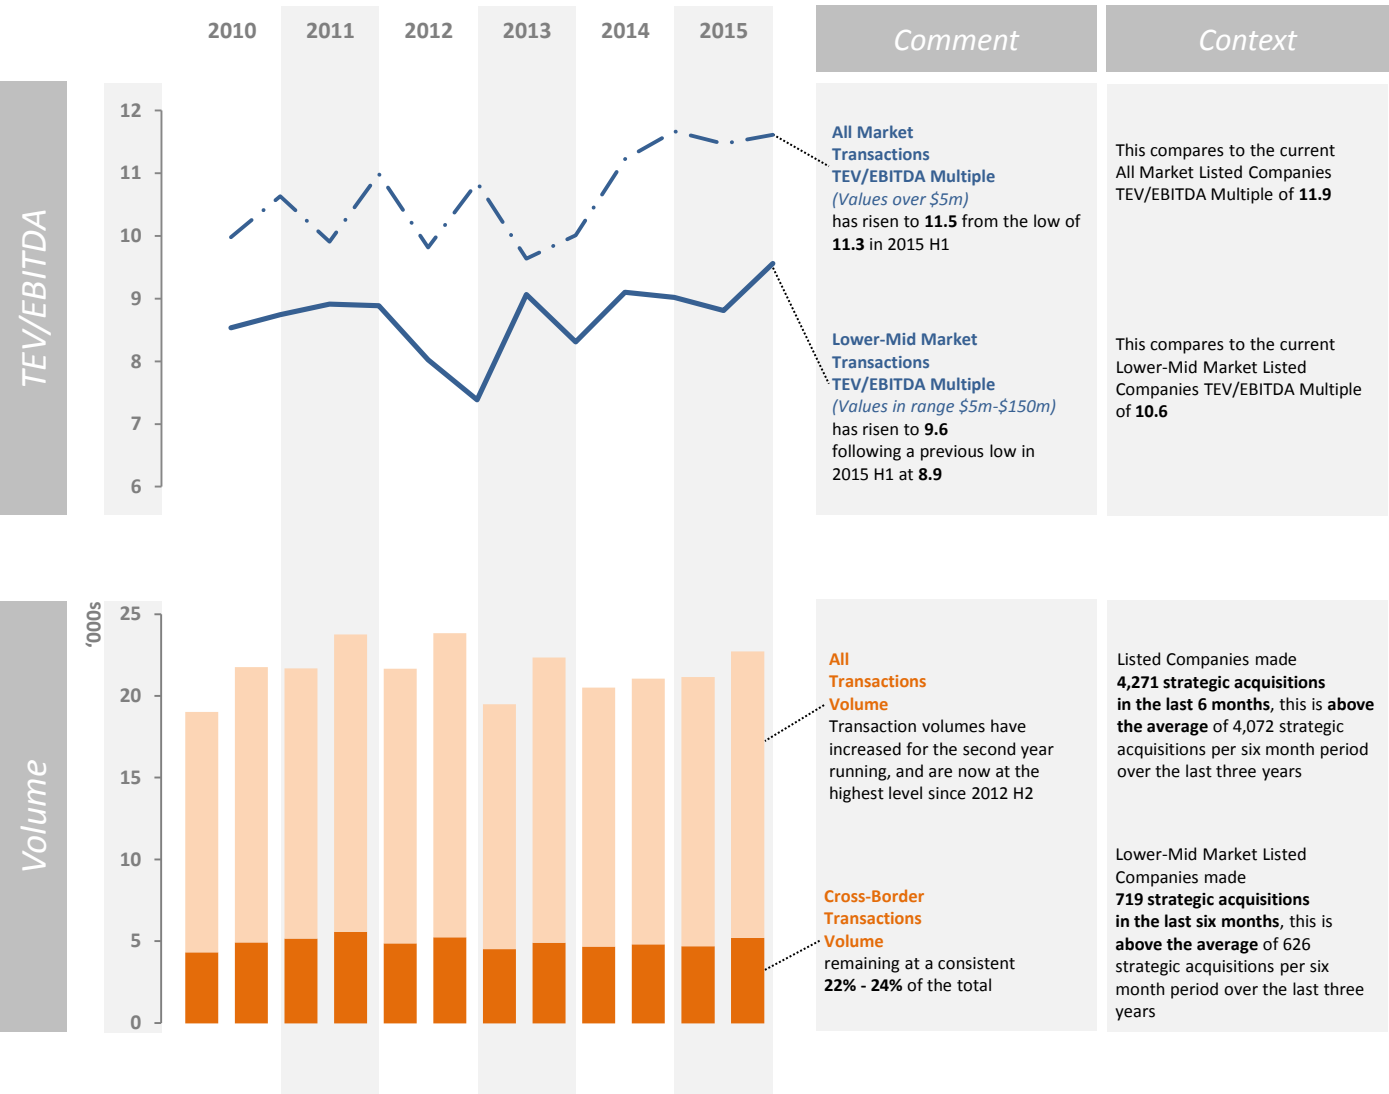 2010 2011 2012 2013 2014 2015
Comment
Context
TEV/EBITDA
12
11
10
9
8
7
6
All Market
Transactions
TEV/EBITDA Multiple
(Values over $5m)
has risen to 11.5 from the low of
11.3 in 2015 H1
This compares to the current
All Market Listed Companies
TEV/EBITDA Multiple of 11.9
Lower-Mid Market
Transactions
TEV/EBITDA Multiple
(Values in range $5m-$150m)
has risen to 9.6
following a previous low in
2015 H1 at 8.9
This compares to the current
Lower-Mid Market Listed
Companies TEV/EBITDA Multiple
of 10.6
Volume
'000s
25
20
15
10
5
0
All
Transactions
Volume
Transaction volumes have
increased for the second year
running, and are now at the
highest level since 2012 H2
Listed Companies made
4,271 strategic acquisitions
in the last 6 months, this is above
the average of 4,072 strategic
acquisitions per six month period
over the last three years
Cross-Border
Transactions
Volume
remaining at a consistent
22% - 24% of the total
Lower-Mid Market Listed
Companies made
719 strategic acquisitions
in the last six months, this is
above the average of 626
strategic acquisitions per six
month period over the last three
years